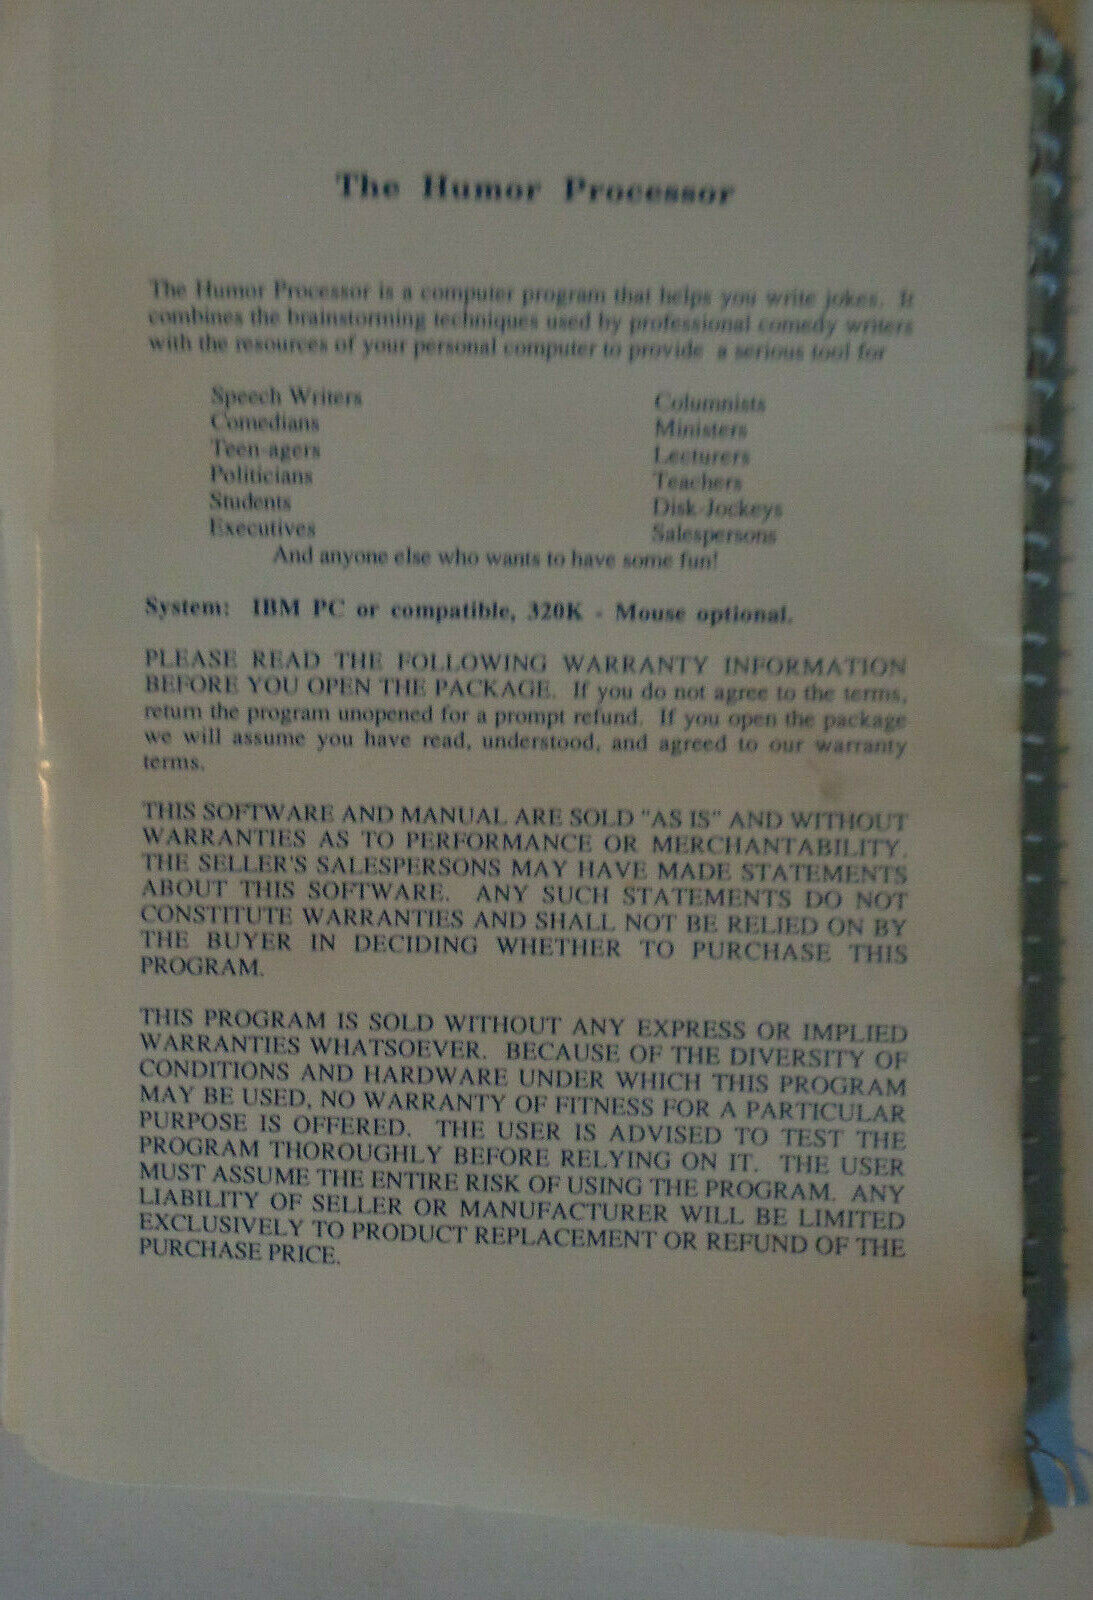 The Humor Processor
The Humor Processor is a computer program that helps you write jokes. It
combines the brainstorming techniques used by professional comedy writers
with the resources of your personal computer to provide a serious tool for
Speech Writers
Comedians
Teen-agers
Politicians
Students
Executives
Columnists
Ministers
Lecturers
Teachers
Disk-Jockeys
Salespersons
And anyone else who wants to have some fun!
System: IBM PC or compatible, 320K - Mouse optional.
PLEASE READ THE FOLLOWING WARRANTY INFORMATION
BEFORE YOU OPEN THE PACKAGE. If you do not agree to the terms,
return the program unopened for a prompt refund. If you open the package
we will assume you have read, understood, and agreed to our warranty
terms.
THIS SOFTWARE AND MANUAL ARE SOLD "AS IS" AND WITHOUT
WARRANTIES AS TO PERFORMANCE OR MERCHANTABILITY.
THE SELLER'S SALESPERSONS MAY HAVE MADE STATEMENTS
ABOUT THIS SOFTWARE. ANY SUCH STATEMENTS DO NOT
CONSTITUTE WARRANTIES AND SHALL NOT BE RELIED ON BY
THE BUYER IN DECIDING WHETHER TO PURCHASE THIS
PROGRAM.
THIS PROGRAM IS SOLD WITHOUT ANY EXPRESS OR IMPLIED
WARRANTIES WHATSOEVER. BECAUSE OF THE DIVERSITY OF
CONDITIONS AND HARDWARE UNDER WHICH THIS PROGRAM
MAY BE USED, NO WARRANTY OF FITNESS FOR A PARTICULAR
PURPOSE IS OFFERED. THE USER IS ADVISED TO TEST THE
PROGRAM THOROUGHLY BEFORE RELYING ON IT. THE USER
MUST ASSUME THE ENTIRE RISK OF USING THE PROGRAM. ANY
LIABILITY OF SELLER OR MANUFACTURER WILL BE LIMITED
EXCLUSIVELY TO PRODUCT REPLACEMENT OR REFUND OF THE
PURCHASE PRICE.